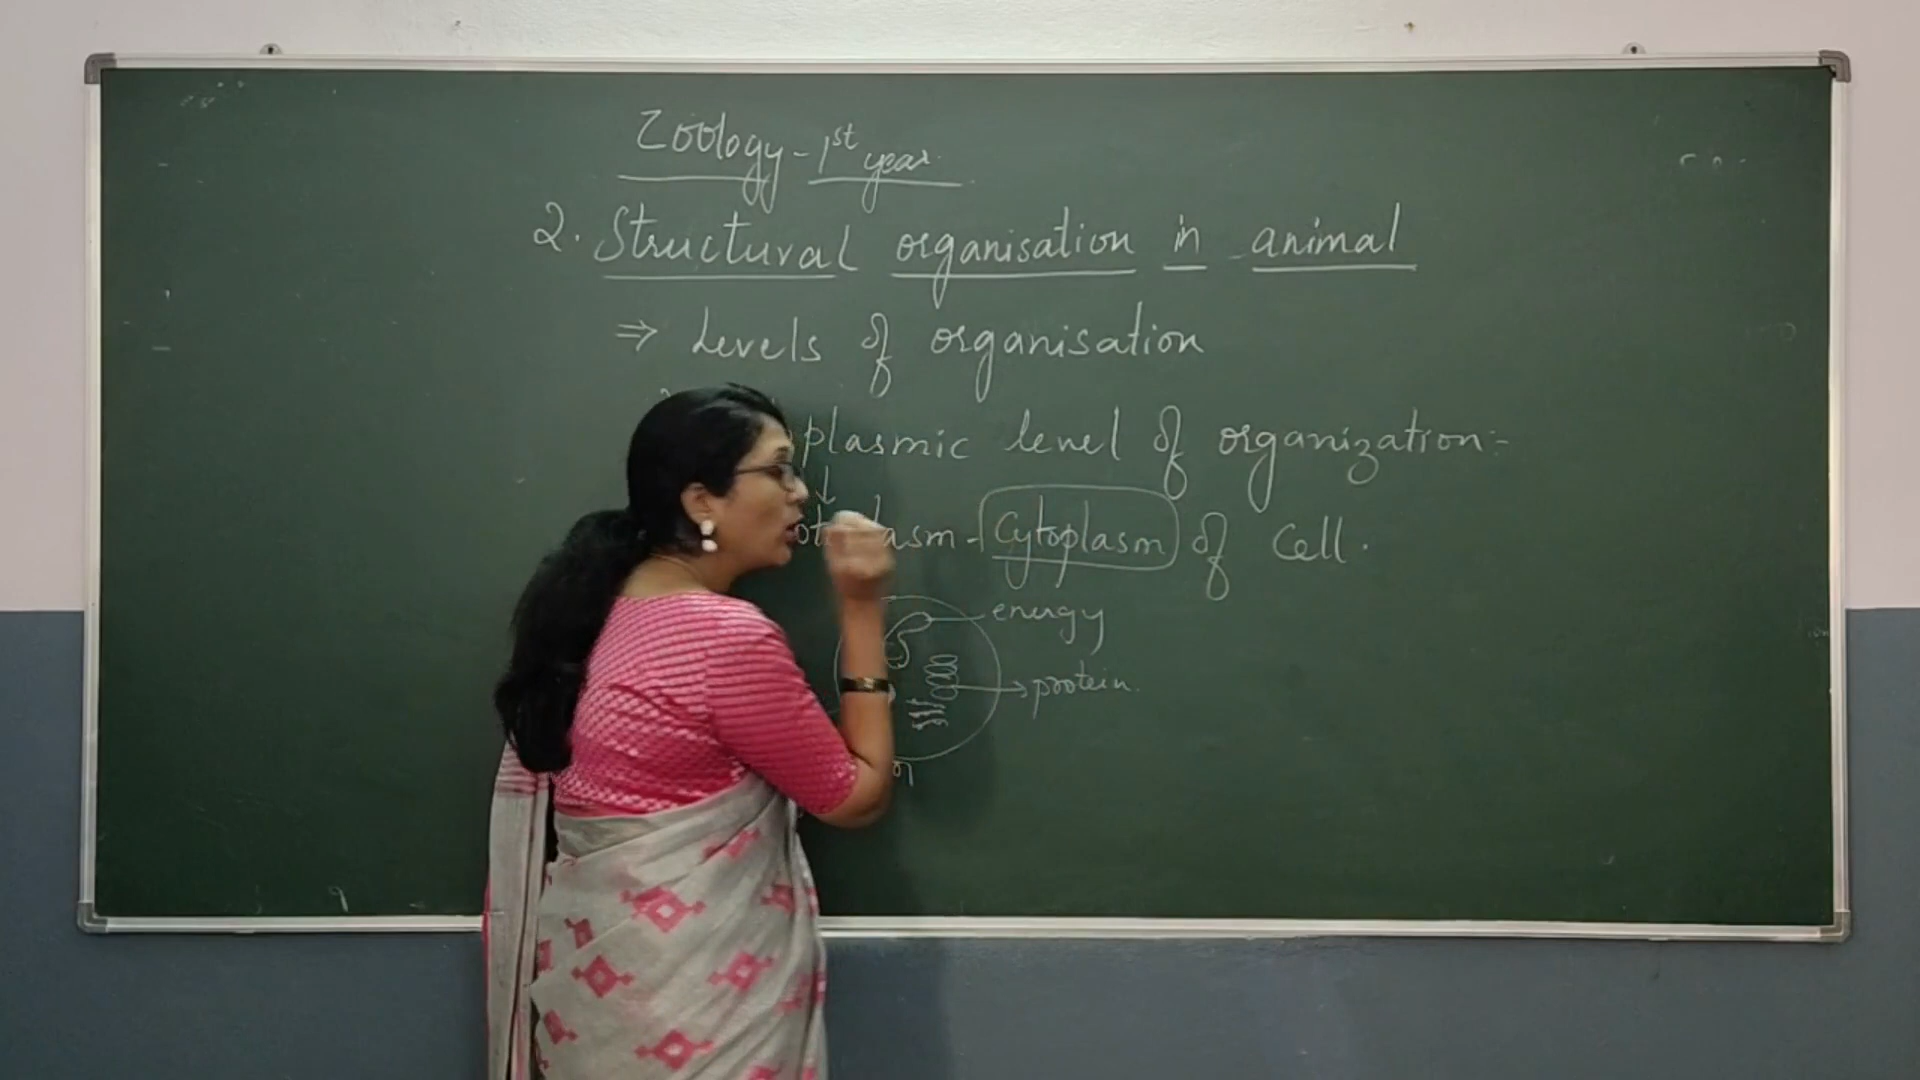 Zoology - 1st year
2. Structural organisation in animal
⇒ Levels of organisation
plasmic level of organization:-
↓
asm - Cytoplasm of cell.
energy
→ protein.